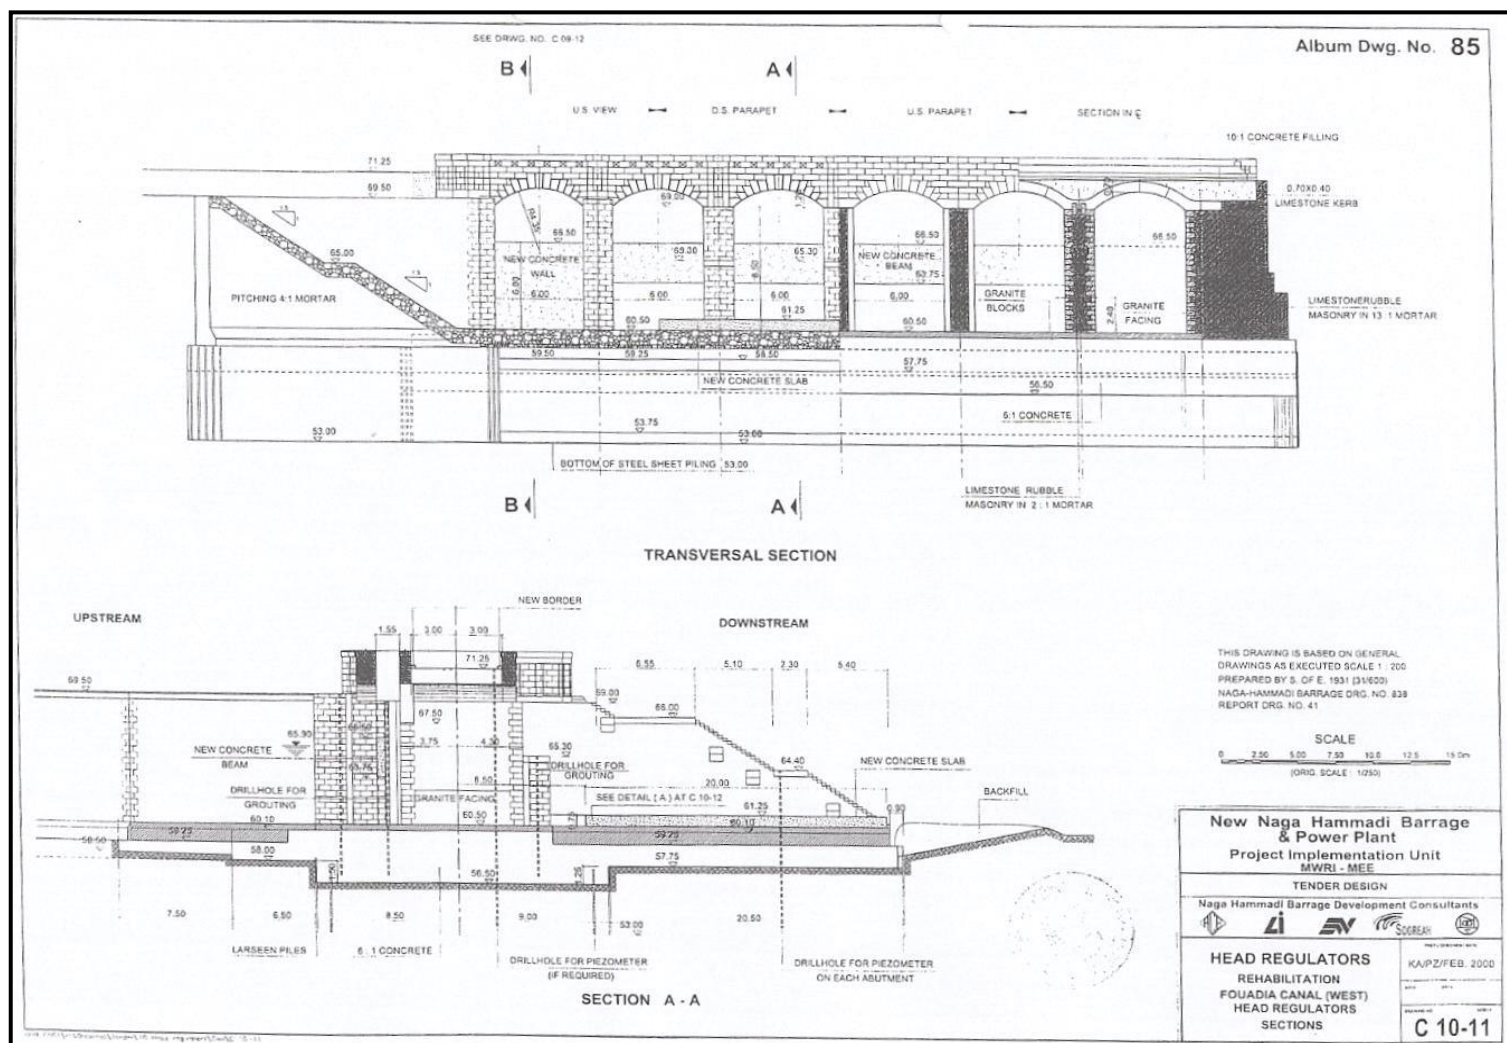 SEE DRWG. NO. C 09-12
Album Dwg. No. 85
B A
U.S. VIEW D.S. PARAPET U.S. PARAPET SECTION IN ℄
10:1 CONCRETE FILLING
71.25
69.50
0.70X0.40
LIMESTONE KERB
69.00
66.50 66.50 66.50
65.00
65.30 65.30
NEW CONCRETE
WALL
NEW CONCRETE
BEAM
63.75
PITCHING 4:1 MORTAR
6.00 6.00 6.00 6.00
GRANITE
BLOCKS
GRANITE
FACING
2.40
LIMESTONERUBBLE
MASONRY IN 13 :1 MORTAR
61.25
60.50 60.50
59.50 59.25 58.50 57.75
NEW CONCRETE SLAB
56.50
6:1 CONCRETE
53.00 53.75 53.00
BOTTOM OF STEEL SHEET PILING 53.00
LIMESTONE RUBBLE
MASONRY IN 2 : 1 MORTAR
B A
TRANSVERSAL SECTION
NEW BORDER
UPSTREAM DOWNSTREAM
1.55 3.00 3.00
71.25
6.55 5.10 2.30 5.40
69.50
69.00
67.50
66.00
65.90
NEW CONCRETE
BEAM
3.75
65.30
DRILLHOLE FOR
GROUTING
64.40
NEW CONCRETE SLAB
DRILLHOLE FOR
GROUTING
GRANITE FACING
8.50
20.00
SEE DETAIL ( A ) AT C 10-12
BACKFILL
60.10 60.50 61.25 0.90
60.10
58.50 59.25 59.25
58.00 57.75
56.50
7.50 6.50 8.50 9.00 53.00 20.50
LARSEEN PILES
6 : 1 CONCRETE
DRILLHOLE FOR PIEZOMETER
(IF REQUIRED)
DRILLHOLE FOR PIEZOMETER
ON EACH ABUTMENT
SECTION A - A
THIS DRAWING IS BASED ON GENERAL
DRAWINGS AS EXECUTED SCALE 1 : 200
PREPARED BY S. OF E. 1931 (31/600)
NAGA-HAMMADI BARRAGE DRG. NO. 838
REPORT DRG. NO. 41
SCALE
0 2.50 5.00 7.50 10.0 12.5 15.0m
(ORIG. SCALE : 1/250)
New Naga Hammadi Barrage
& Power Plant
Project Implementation Unit
MWRI - MEE
TENDER DESIGN
Naga Hammadi Barrage Development Consultants
SOGREAH
HEAD REGULATORS
REHABILITATION
FOUADIA CANAL (WEST)
HEAD REGULATORS
SECTIONS
KA/PZ/FEB. 2000
C 10-11